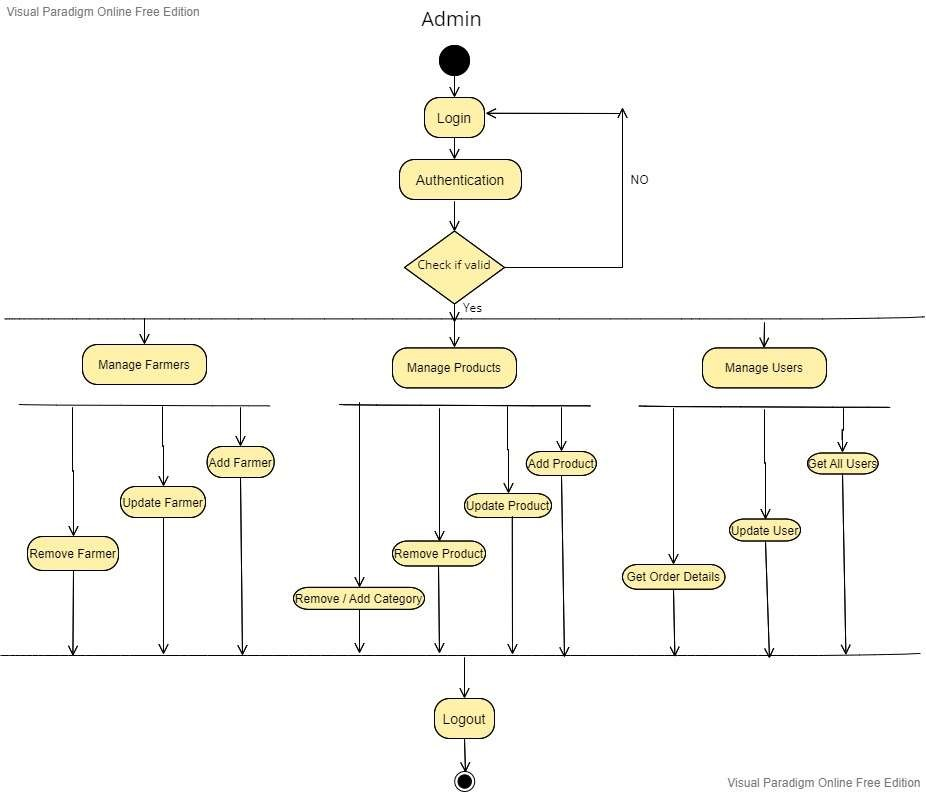 Visual Paradigm Online Free Edition
Admin
Login
Authentication
NO
Check if valid
Yes
Manage Farmers
Manage Products
Manage Users
Add Farmer
Add Product
Get All Users
Update Farmer
Update Product
Update User
Remove Farmer
Remove Product
Get Order Details
Remove / Add Category
Logout
Visual Paradigm Online Free Edition